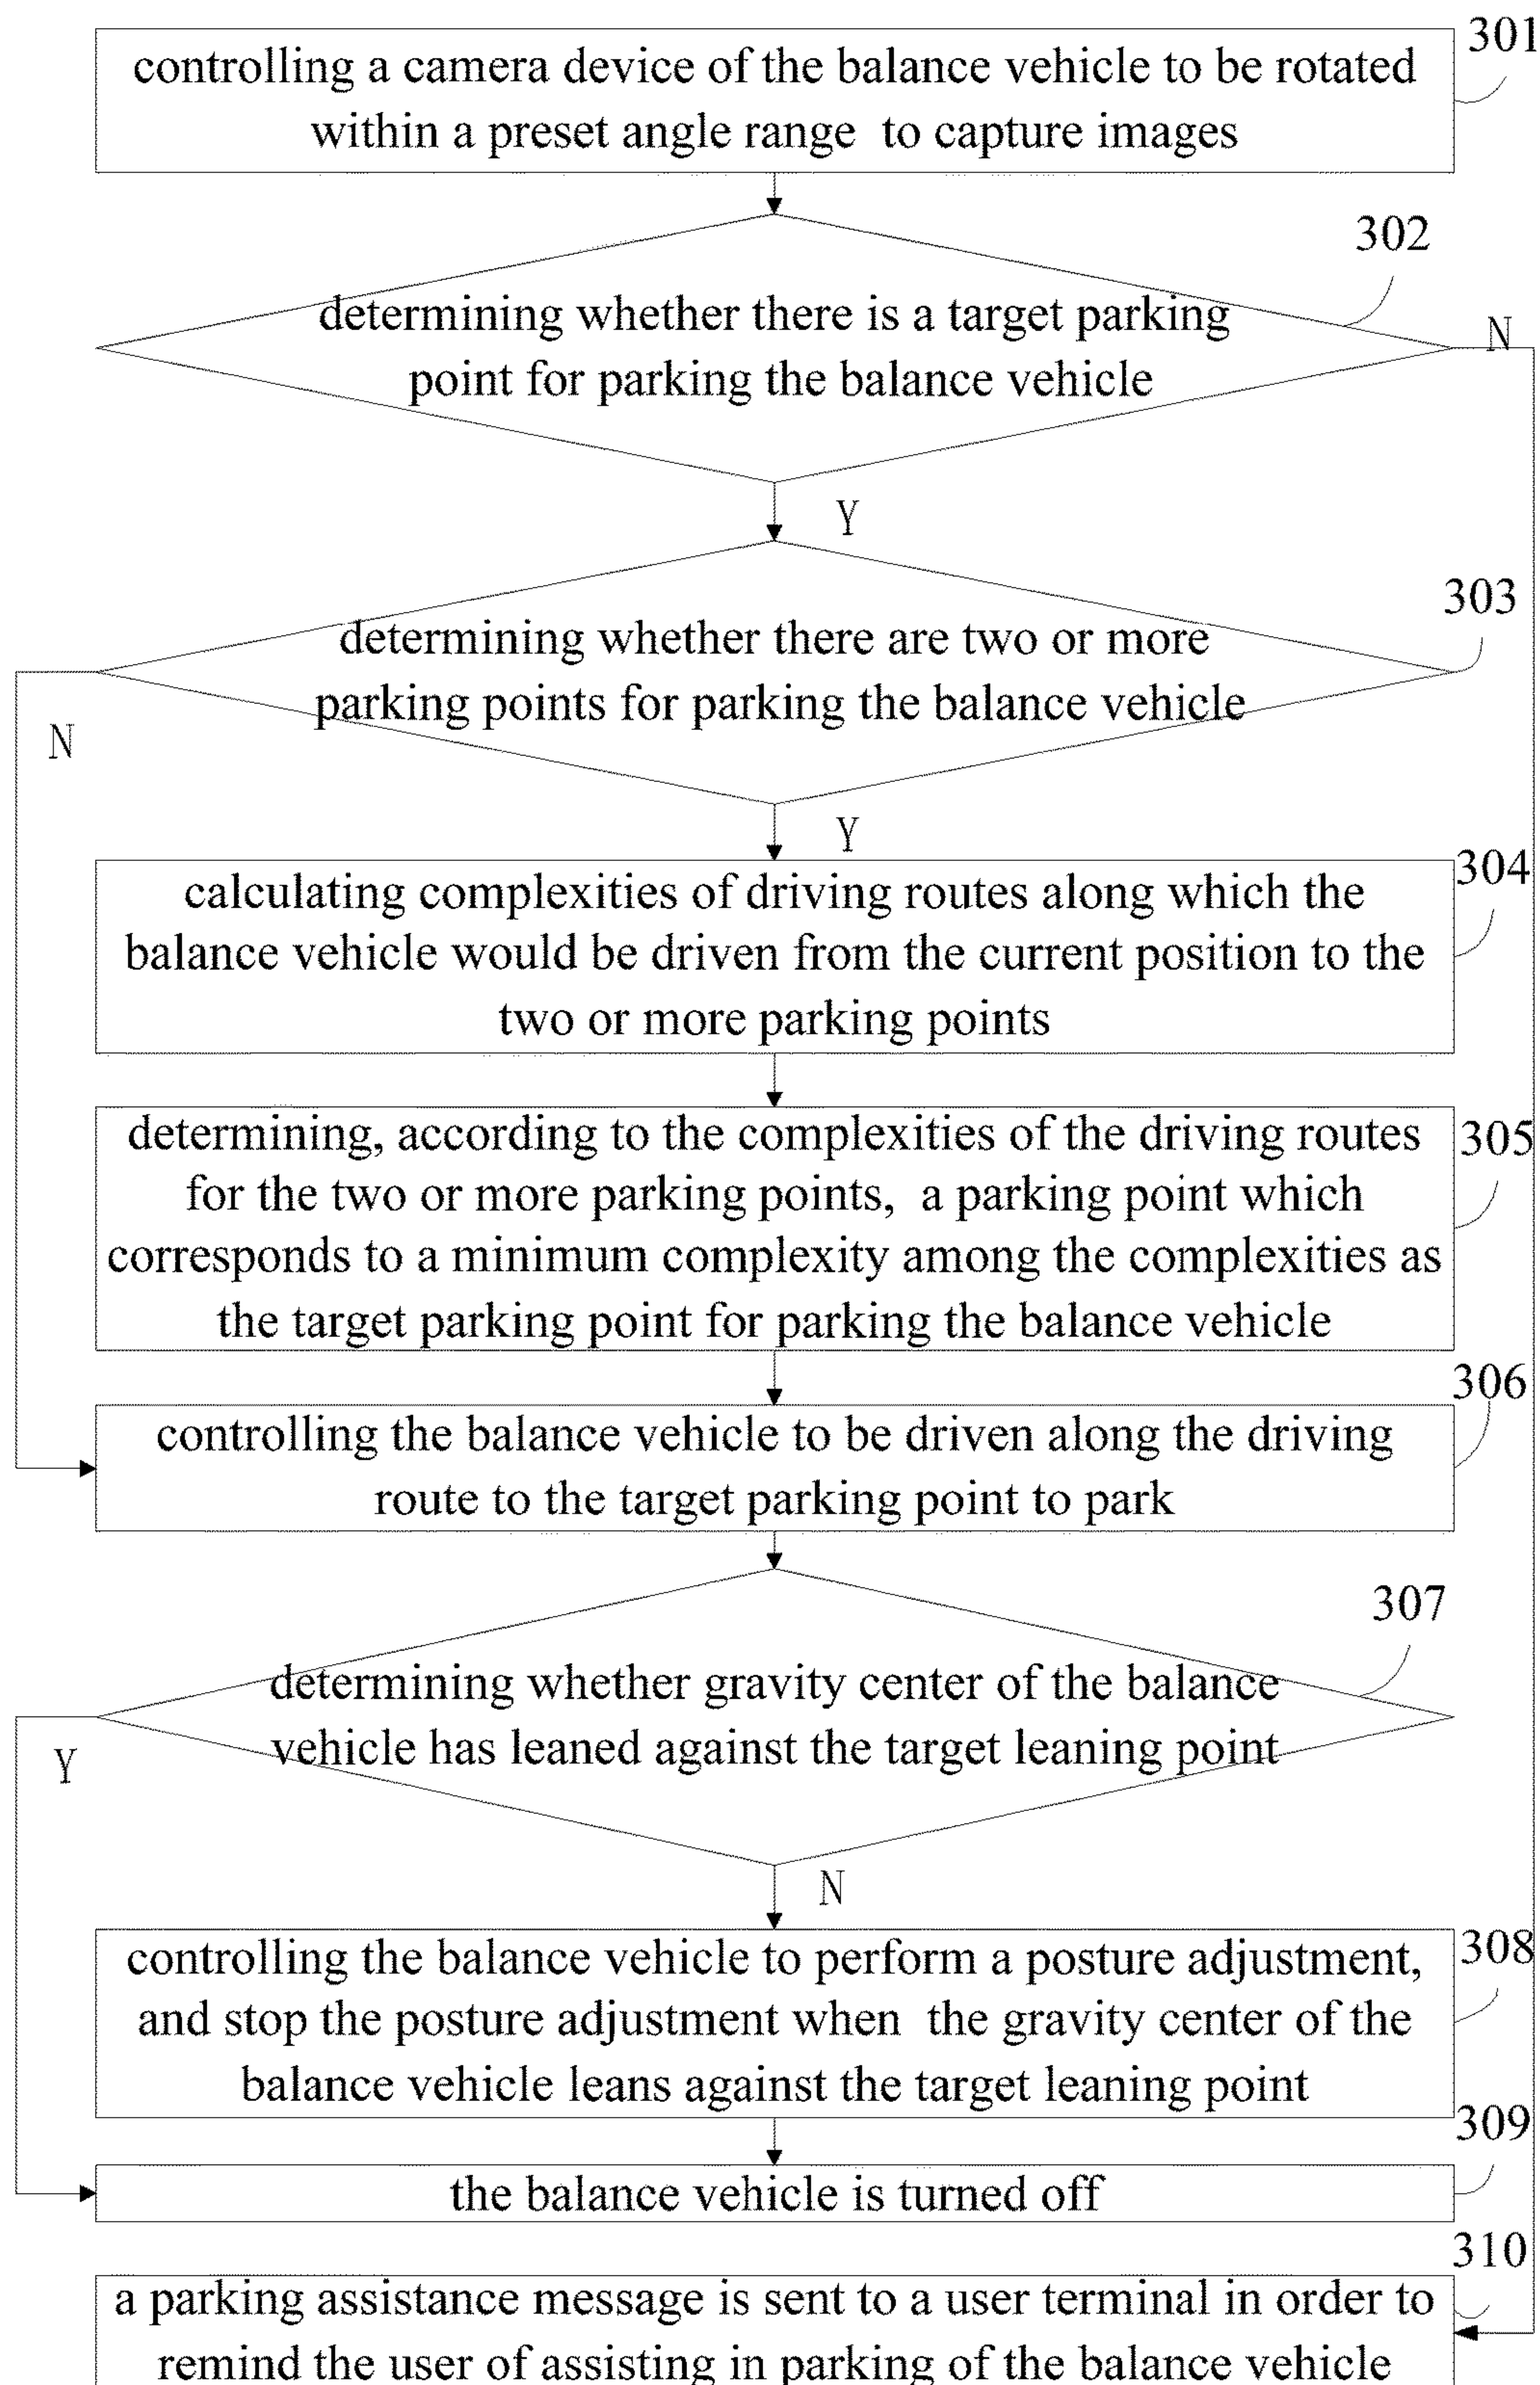 301
controlling a camera device of the balance vehicle to be rotated
within a preset angle range to capture images
302
determining whether there is a target parking
point for parking the balance vehicle
N
Y
303
determining whether there are two or more
parking points for parking the balance vehicle
N
Y
304
calculating complexities of driving routes along which the
balance vehicle would be driven from the current position to the
two or more parking points
305
determining, according to the complexities of the driving routes
for the two or more parking points, a parking point which
corresponds to a minimum complexity among the complexities as
the target parking point for parking the balance vehicle
306
controlling the balance vehicle to be driven along the driving
route to the target parking point to park
307
determining whether gravity center of the balance
vehicle has leaned against the target leaning point
Y
N
308
controlling the balance vehicle to perform a posture adjustment,
and stop the posture adjustment when the gravity center of the
balance vehicle leans against the target leaning point
309
the balance vehicle is turned off
310
a parking assistance message is sent to a user terminal in order to
remind the user of assisting in parking of the balance vehicle